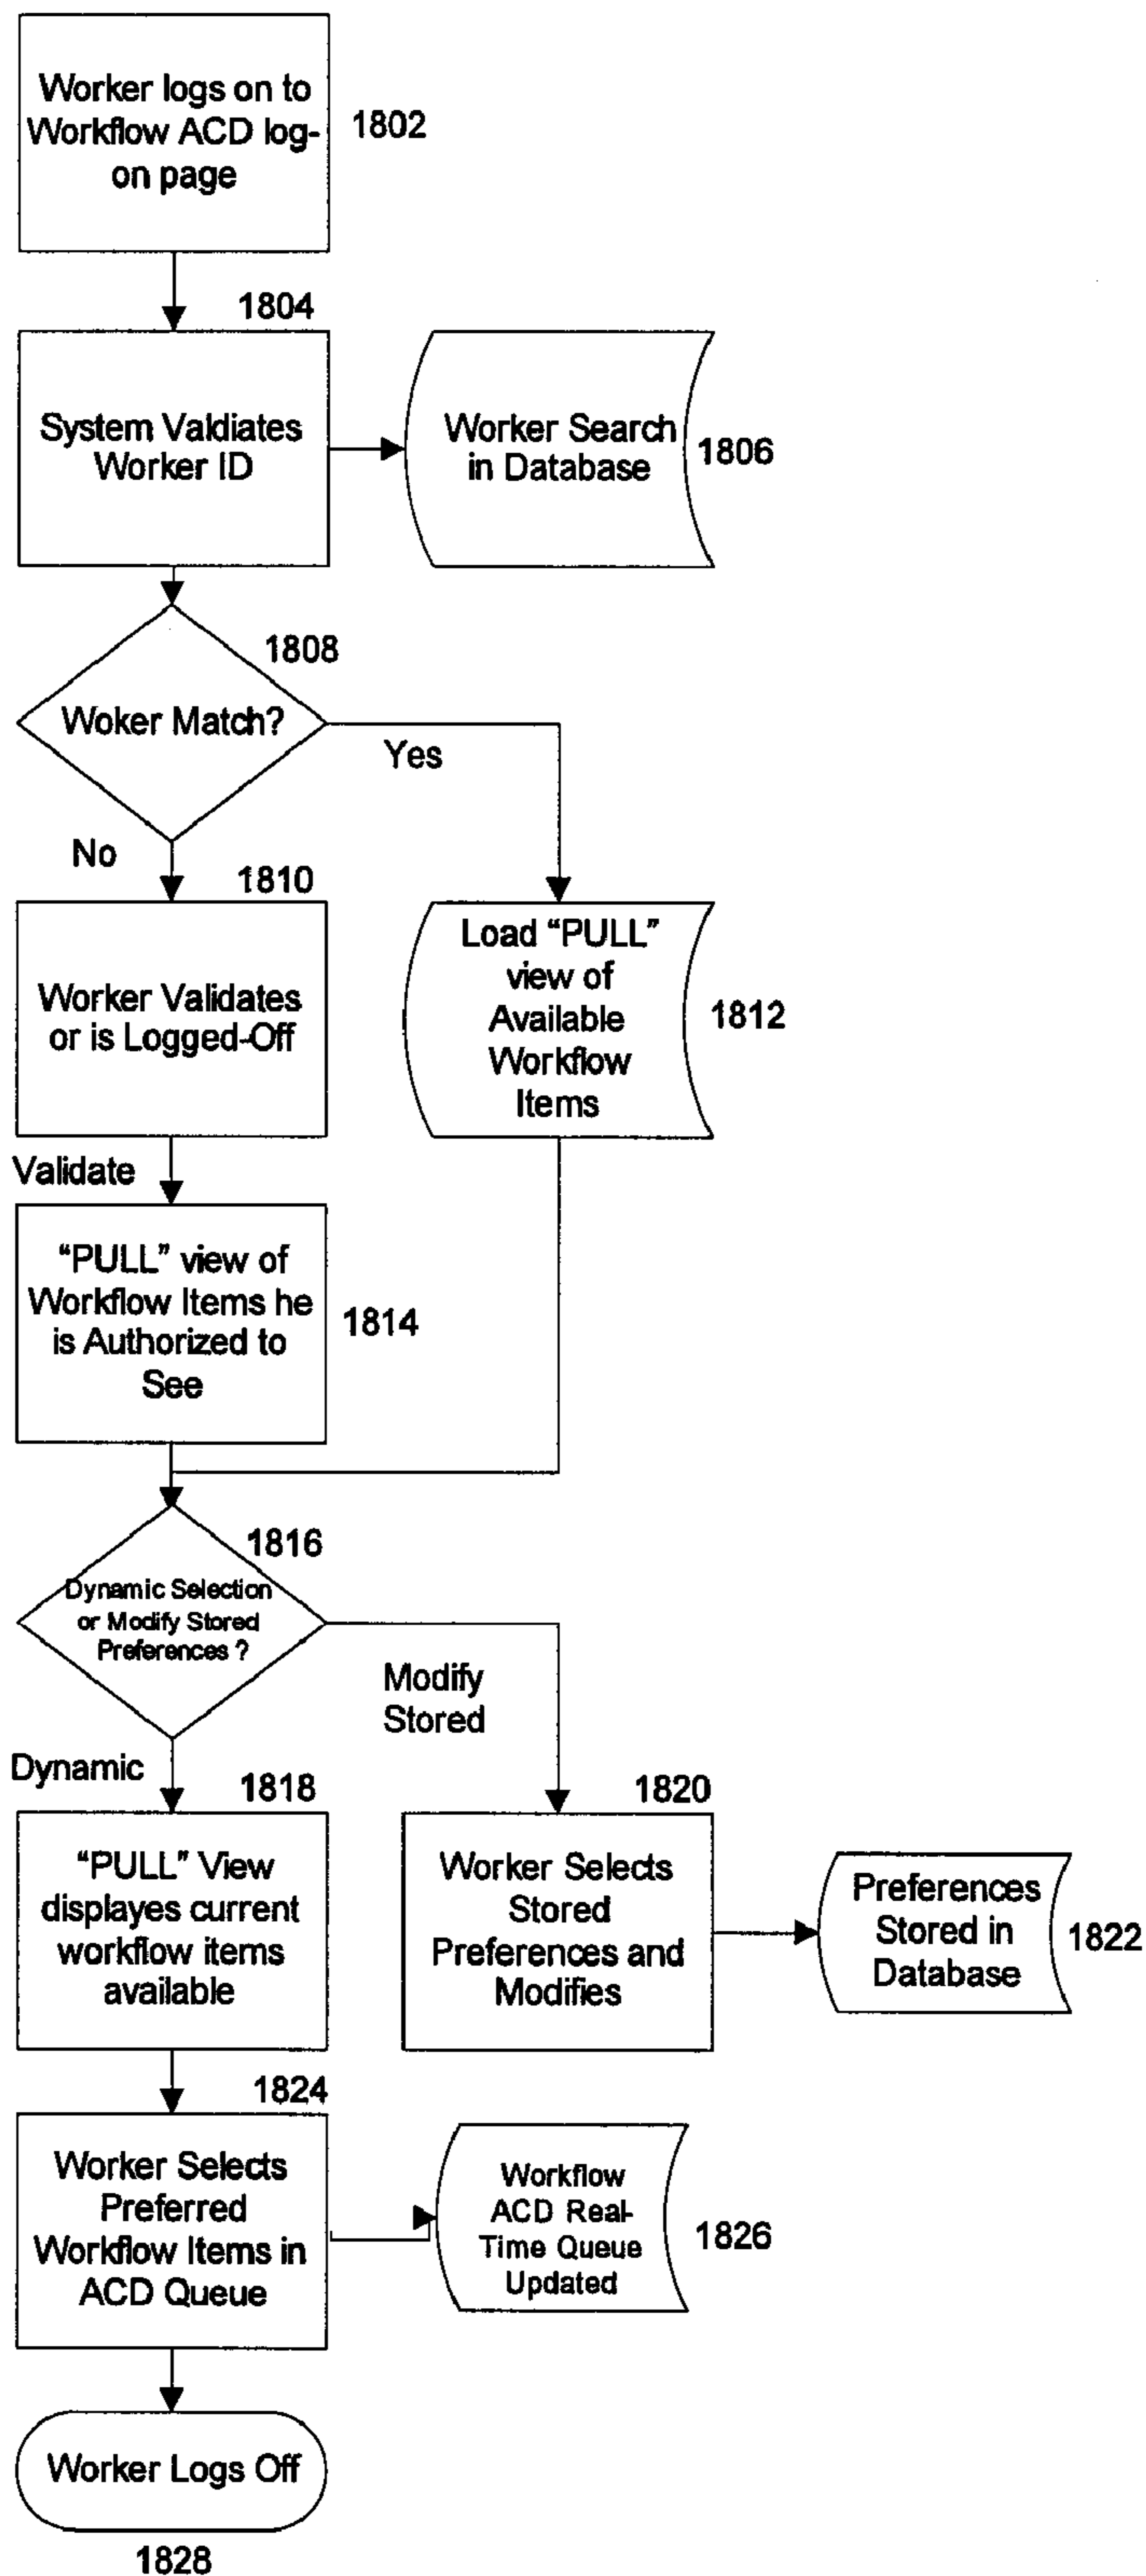 Worker logs on to
Workflow ACD log-
on page
1802
1804
System Valdiates
Worker ID
Worker Search
in Database
1806
1808
Woker Match?
Yes
No
1810
Worker Validates
or is Logged-Off
Load “PULL”
view of
Available
Workflow
Items
1812
Validate
“PULL” view of
Workflow Items he
is Authorized to
See
1814
1816
Dynamic Selection
or Modify Stored
Preferences ?
Modify
Stored
Dynamic
1818
“PULL” View
displayes current
workflow items
available
1820
Worker Selects
Stored
Preferences and
Modifies
Preferences
Stored in
Database
1822
1824
Worker Selects
Preferred
Workflow Items in
ACD Queue
Workflow
ACD Real-
Time Queue
Updated
1826
Worker Logs Off
1828